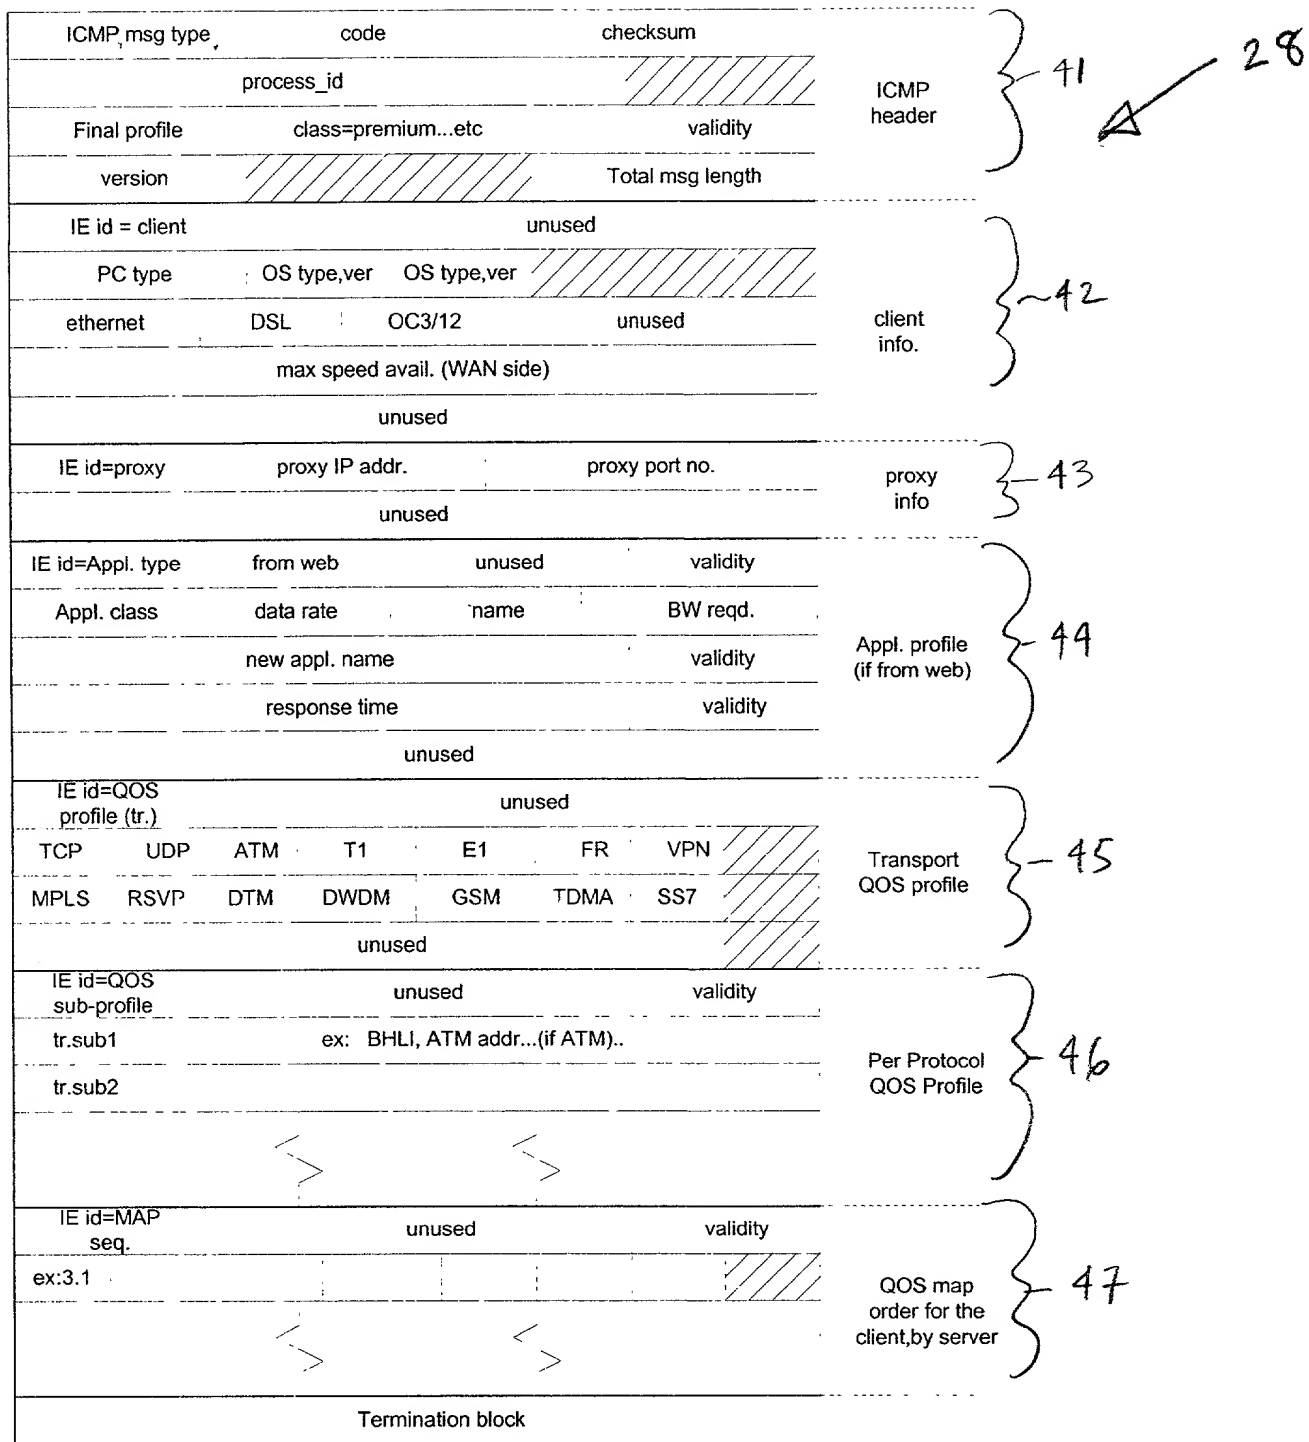 ICMP msg type code checksum
28
41
process_id
ICMP
header
Final profile class=premium...etc validity
version Total msg length
IE id = client unused
PC type OS type,ver OS type,ver
42
ethernet DSL OC3/12 unused
client
info.
max speed avail. (WAN side)
unused
IE id=proxy proxy IP addr. proxy port no.
proxy
info
43
unused
IE id=Appl. type from web unused validity
Appl. class data rate name BW reqd.
44
Appl. profile
(if from web)
new appl. name validity
response time validity
unused
IE id=QOS
profile (tr.)
unused
TCP UDP ATM T1 E1 FR VPN
Transport
QOS profile
45
MPLS RSVP DTM DWDM GSM TDMA SS7
unused
IE id=QOS
sub-profile
unused validity
tr.sub1 ex: BHLI, ATM addr...(if ATM)..
Per Protocol
QOS Profile
46
tr.sub2
IE id=MAP
seq.
unused validity
ex:3.1
QOS map
order for the
client,by server
47
Termination block